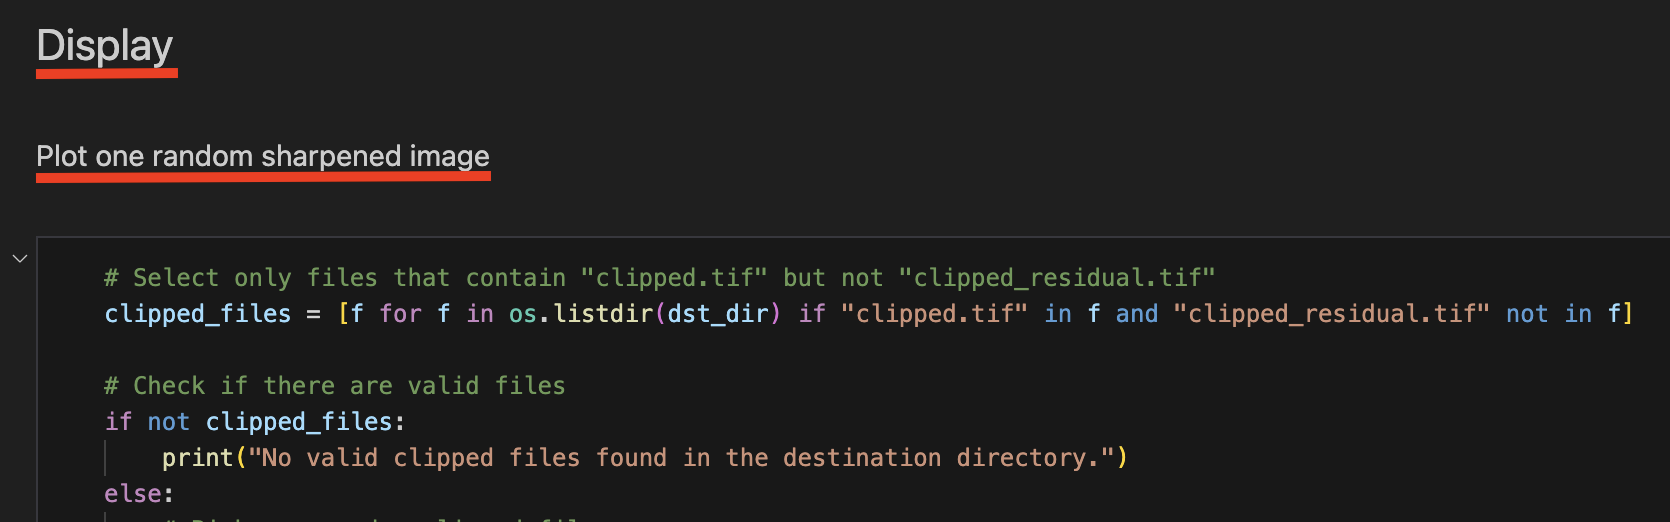 Display
Plot one random sharpened image
# Select only files that contain "clipped.tif" but not "clipped_residual.tif"
clipped_files = [f for f in os.listdir(dst_dir) if "clipped.tif" in f and "clipped_residual.tif" not in f]
# Check if there are valid files
if not clipped_files:
print("No valid clipped files found in the destination directory.")
else: